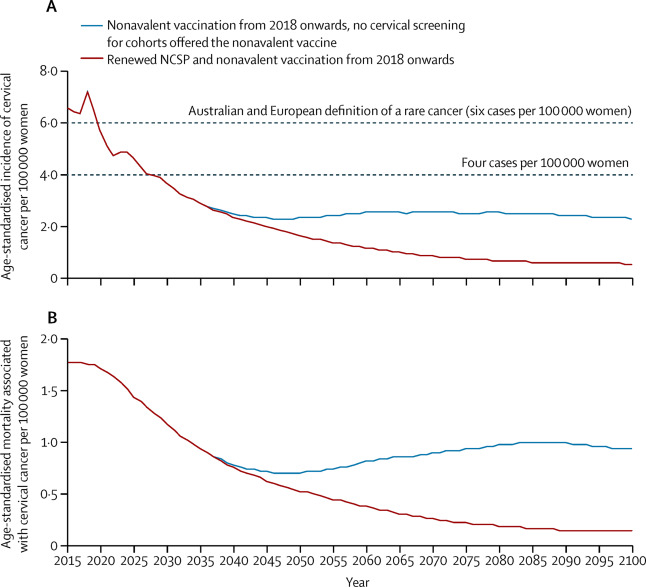 A
Nonavalent vaccination from 2018 onwards, no cervical screening
for cohorts offered the nonavalent vaccine
Renewed NCSP and nonavalent vaccination from 2018 onwards
Age-standardised incidence of cervical
cancer per 100 000 women
8·0
6·0
4·0
2·0
0
Australian and European definition of a rare cancer (six cases per 100 000 women)
Four cases per 100 000 women
B
Age-standardised mortality associated
with cervical cancer per 100 000 women
2·0
1·5
1·0
0·5
0
2015 2020 2025 2030 2035 2040 2045 2050 2055 2060 2065 2070 2075 2080 2085 2090 2095 2100
Year